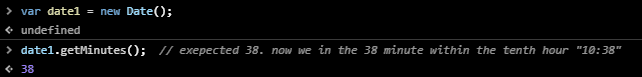 > var date1 = new Date();
< undefined
> date1.getMinutes();  // exepected 38. now we in the 38 minute within the tenth hour "10:38"
< 38